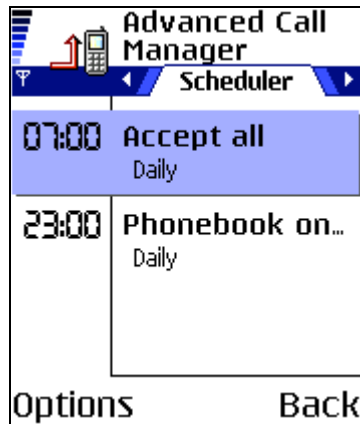 Advanced Call
Manager
Scheduler
07:00 Accept all
Daily
23:00 Phonebook on…
Daily
Options Back